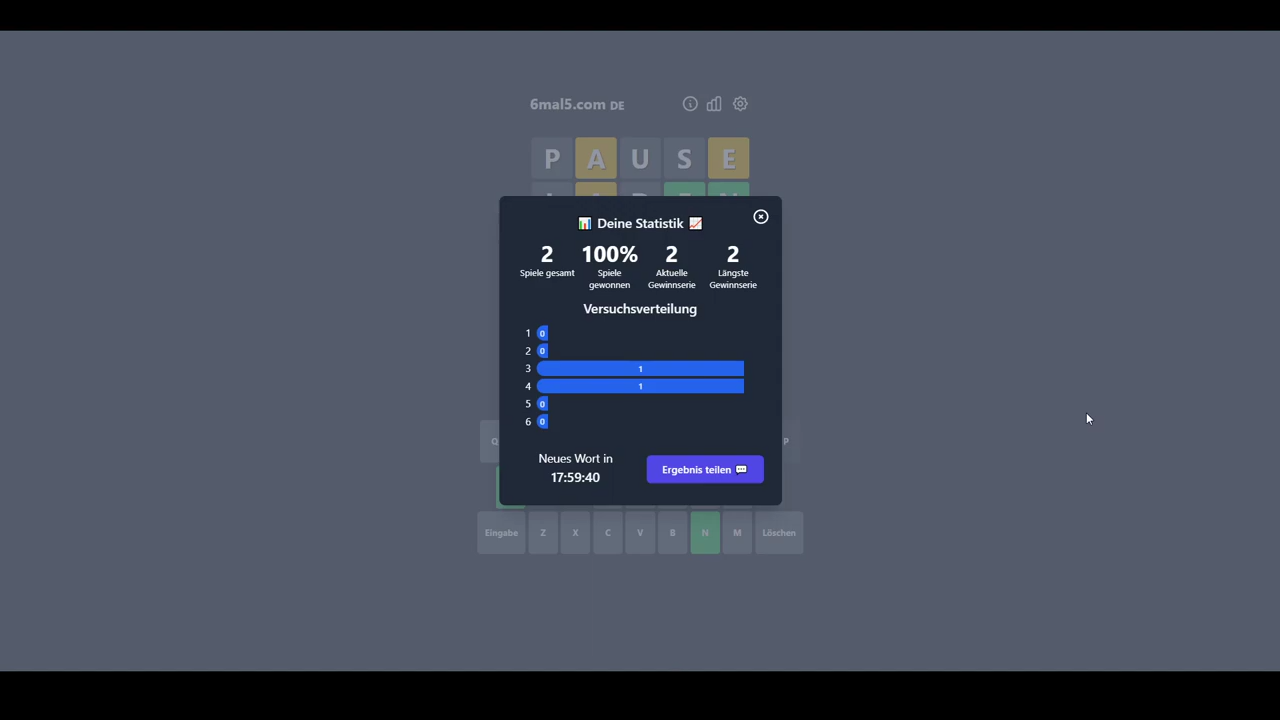 6mal5.com DE
P A U S E
📊 Deine Statistik 📈
2 100% 2 2
Spiele gesamt Spiele gewonnen Aktuelle Gewinnserie Längste Gewinnserie
Versuchsverteilung
1 0
2 0
3 1
4 1
5 0
6 0
Neues Wort in
17:59:40
Ergebnis teilen 💬
Q P
Eingabe Z X C V B N M Löschen